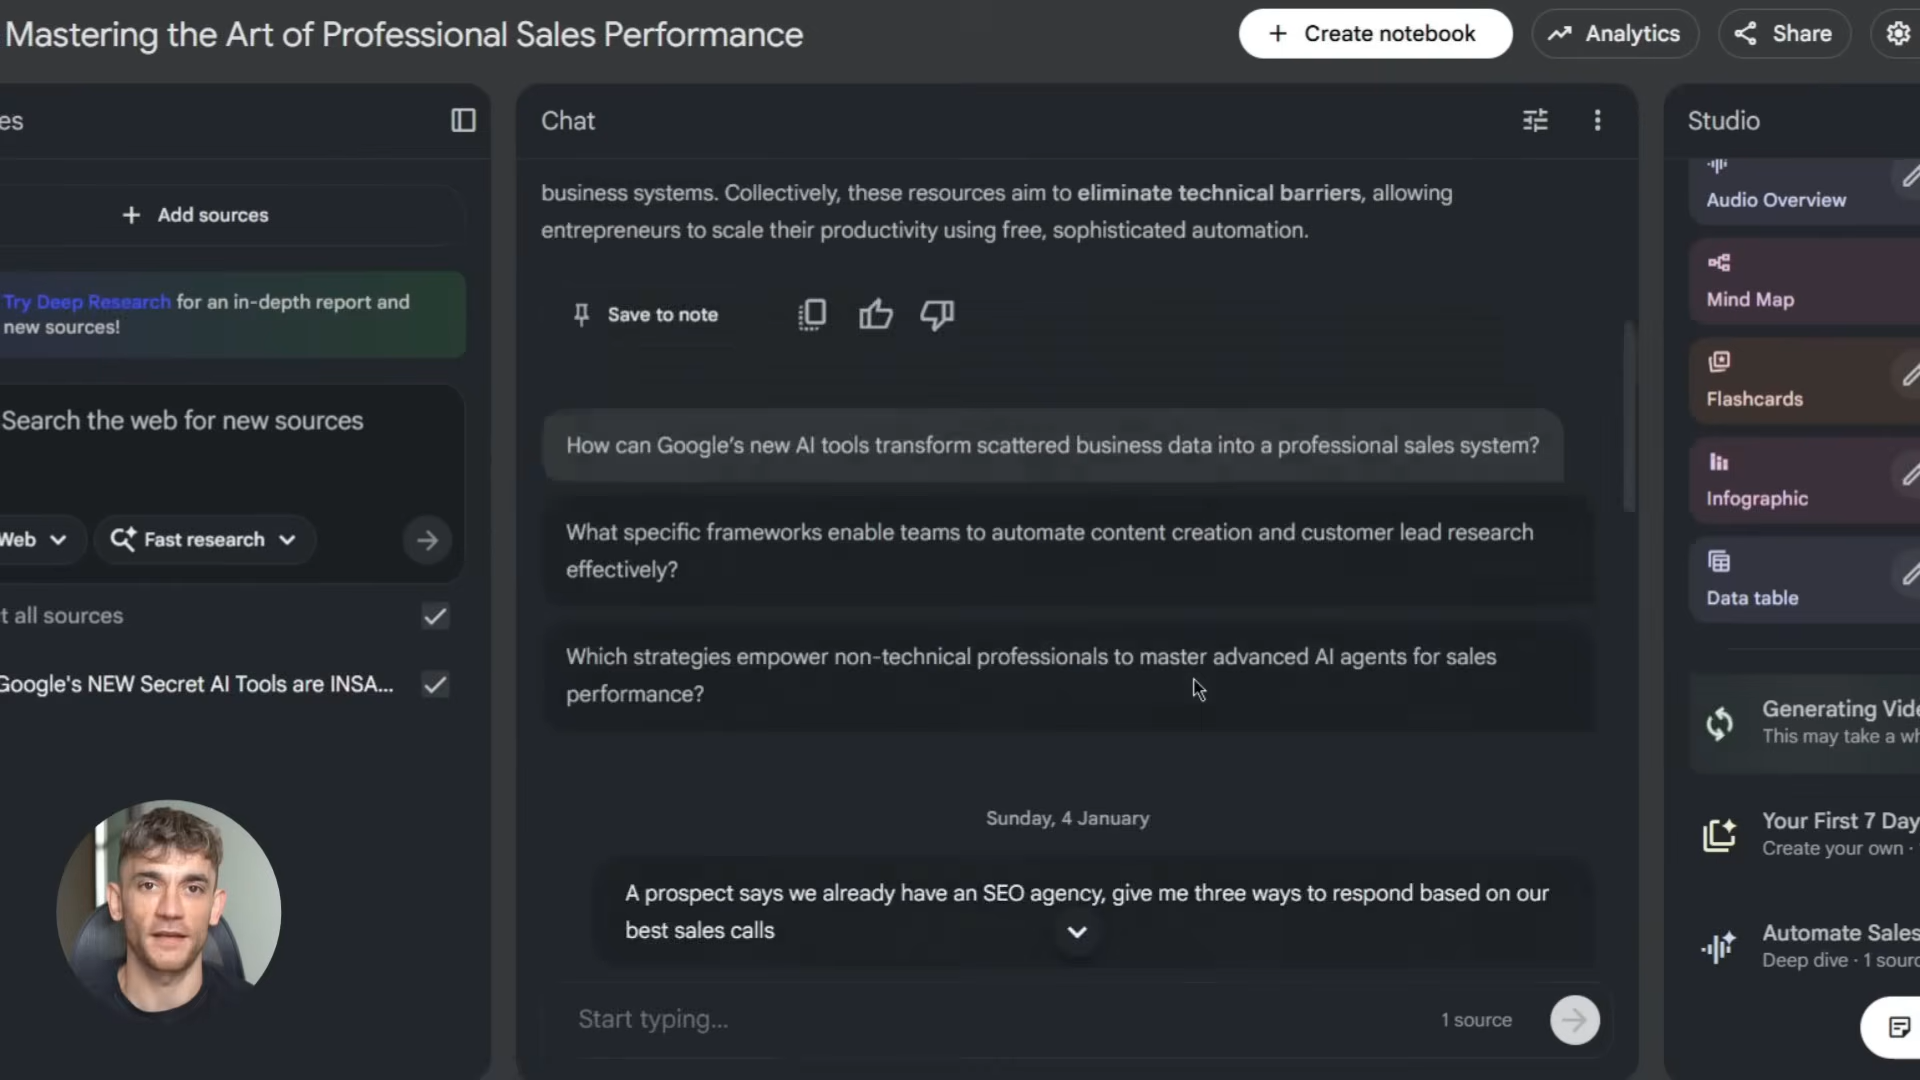 Mastering the Art of Professional Sales Performance
+ Create notebook
Analytics
Share
es
+ Add sources
Try Deep Research for an in-depth report and
new sources!
Search the web for new sources
Web
Fast research
t all sources
Google's NEW Secret AI Tools are INSA...
Chat
business systems. Collectively, these resources aim to eliminate technical barriers, allowing
entrepreneurs to scale their productivity using free, sophisticated automation.
Save to note
How can Google's new AI tools transform scattered business data into a professional sales system?
What specific frameworks enable teams to automate content creation and customer lead research
effectively?
Which strategies empower non-technical professionals to master advanced AI agents for sales
performance?
Sunday, 4 January
A prospect says we already have an SEO agency, give me three ways to respond based on our
best sales calls
Start typing...
1 source
Studio
Audio Overview
Mind Map
Flashcards
Infographic
Data table
Generating Vide
This may take a wh
Your First 7 Day
Create your own ·
Automate Sales
Deep dive · 1 sourc